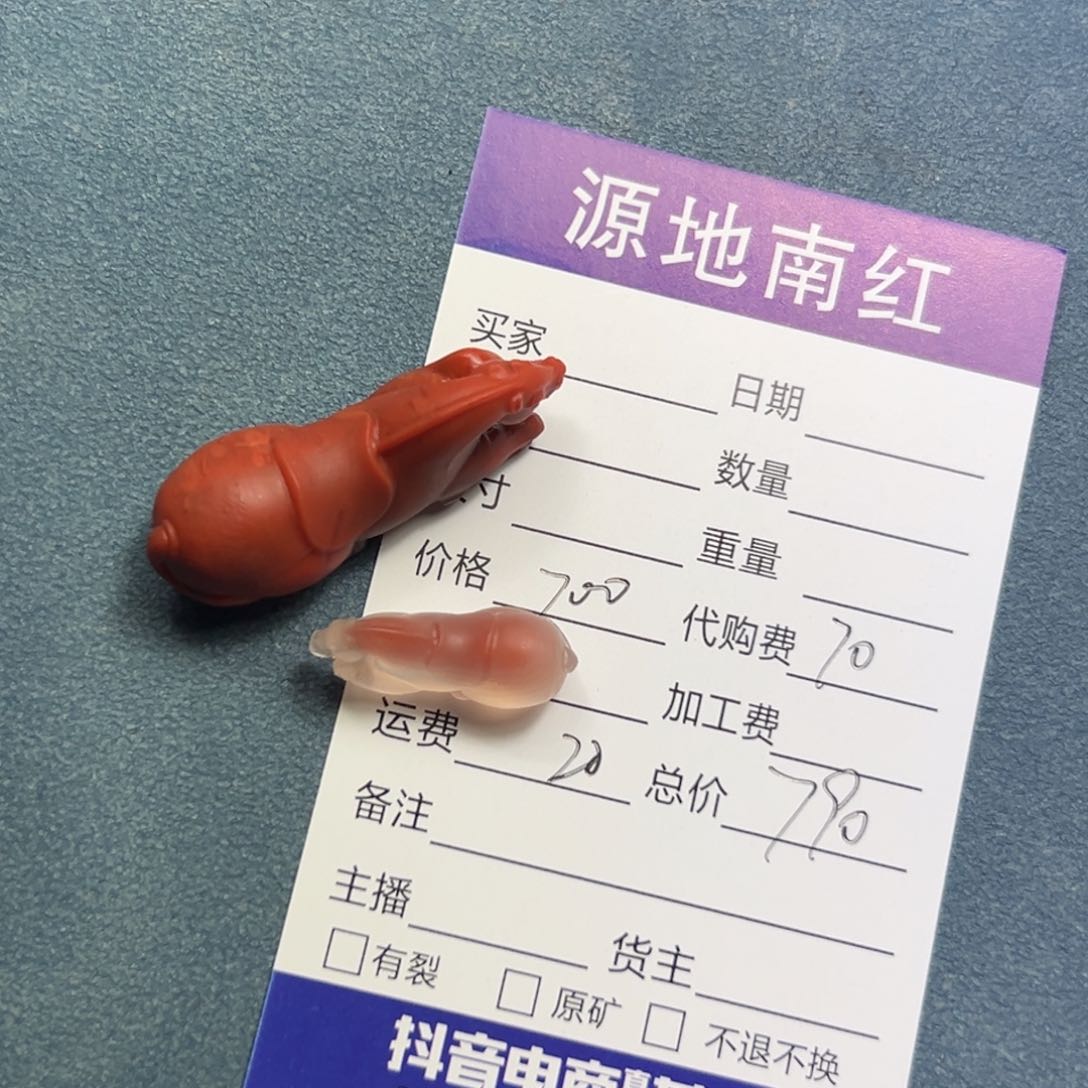 源地南红
买家 日期
数量
寸 重量
价格 700 代购费 70
加工费
运费 20 总价 790
备注
主播 货主
有裂 原矿 不退不换
抖音电商